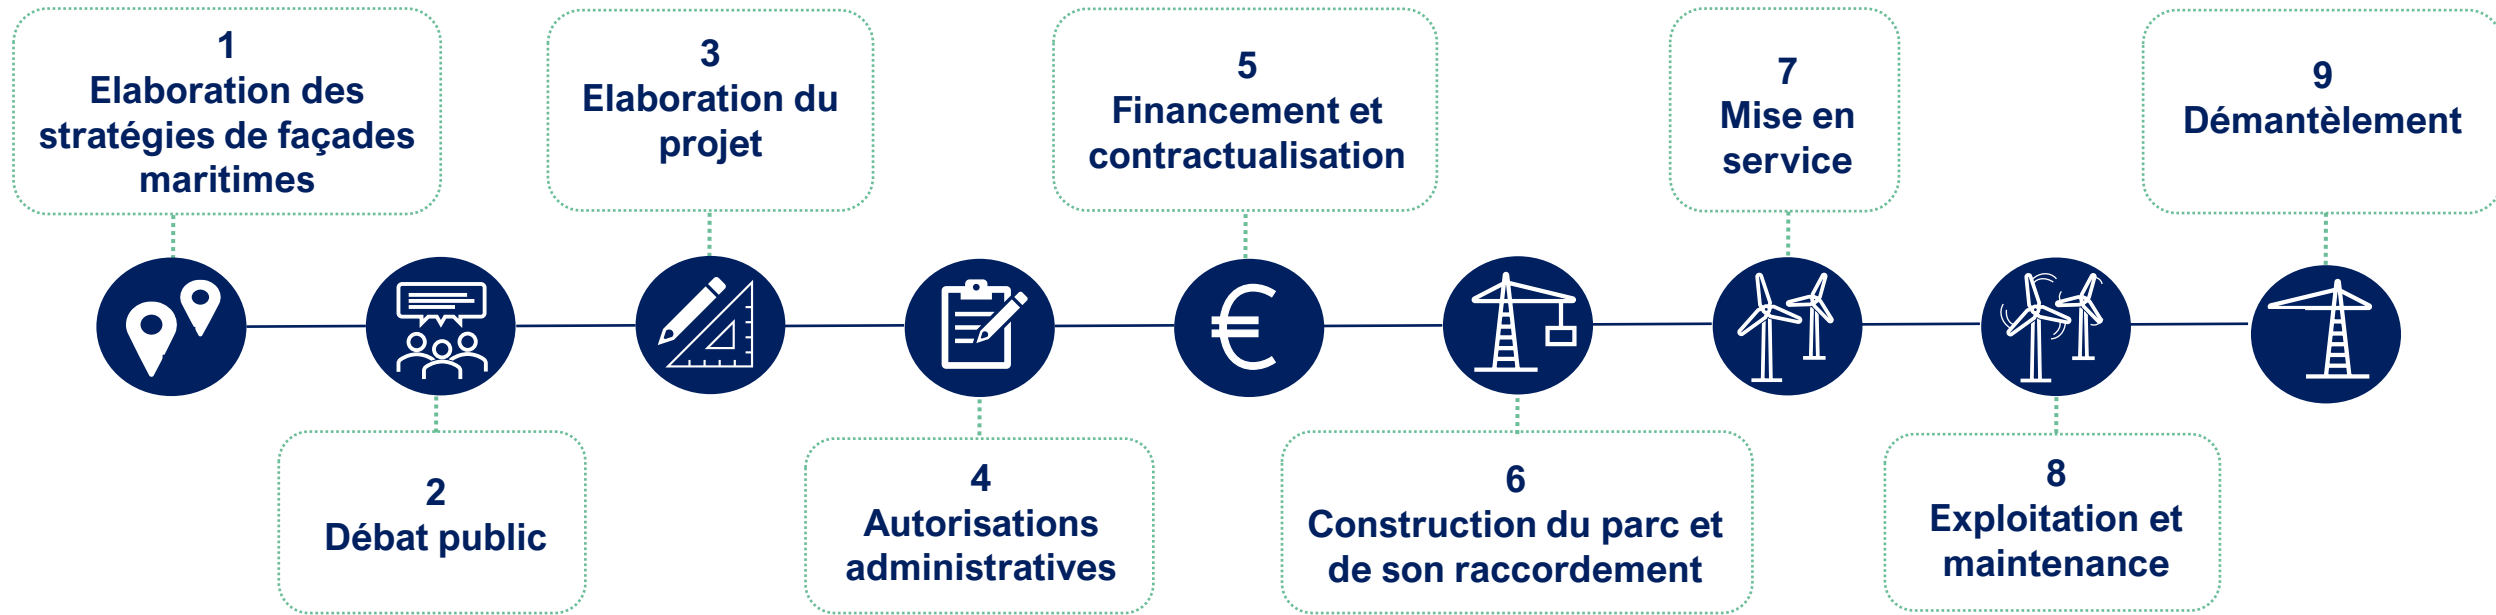 1
Elaboration des
stratégies de façades
maritimes
2
Débat public
3
Elaboration du
projet
4
Autorisations
administratives
5
Financement et
contractualisation
6
Construction du parc et
de son raccordement
7
Mise en
service
8
Exploitation et
maintenance
9
Démantèlement